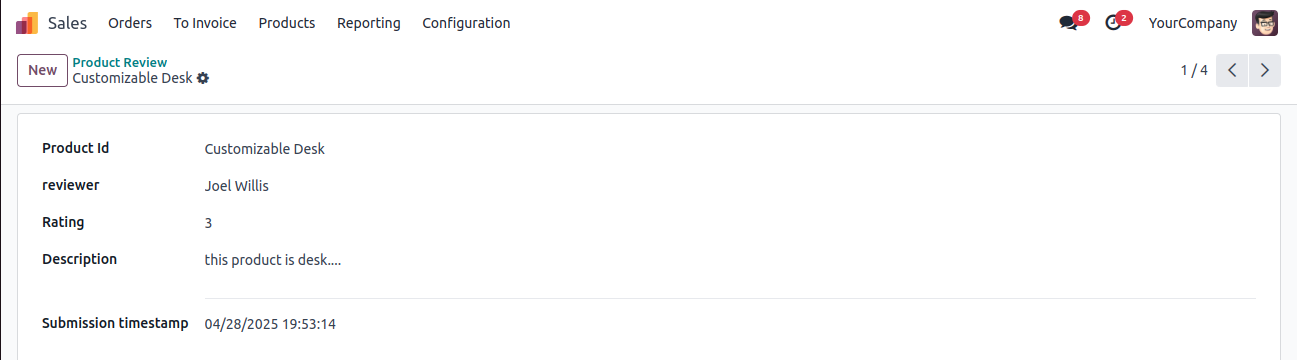 Sales Orders To Invoice Products Reporting Configuration 8 2 YourCompany
New Product Review 1 / 4
Customizable Desk
Product Id Customizable Desk
reviewer Joel Willis
Rating 3
Description this product is desk....
Submission timestamp 04/28/2025 19:53:14